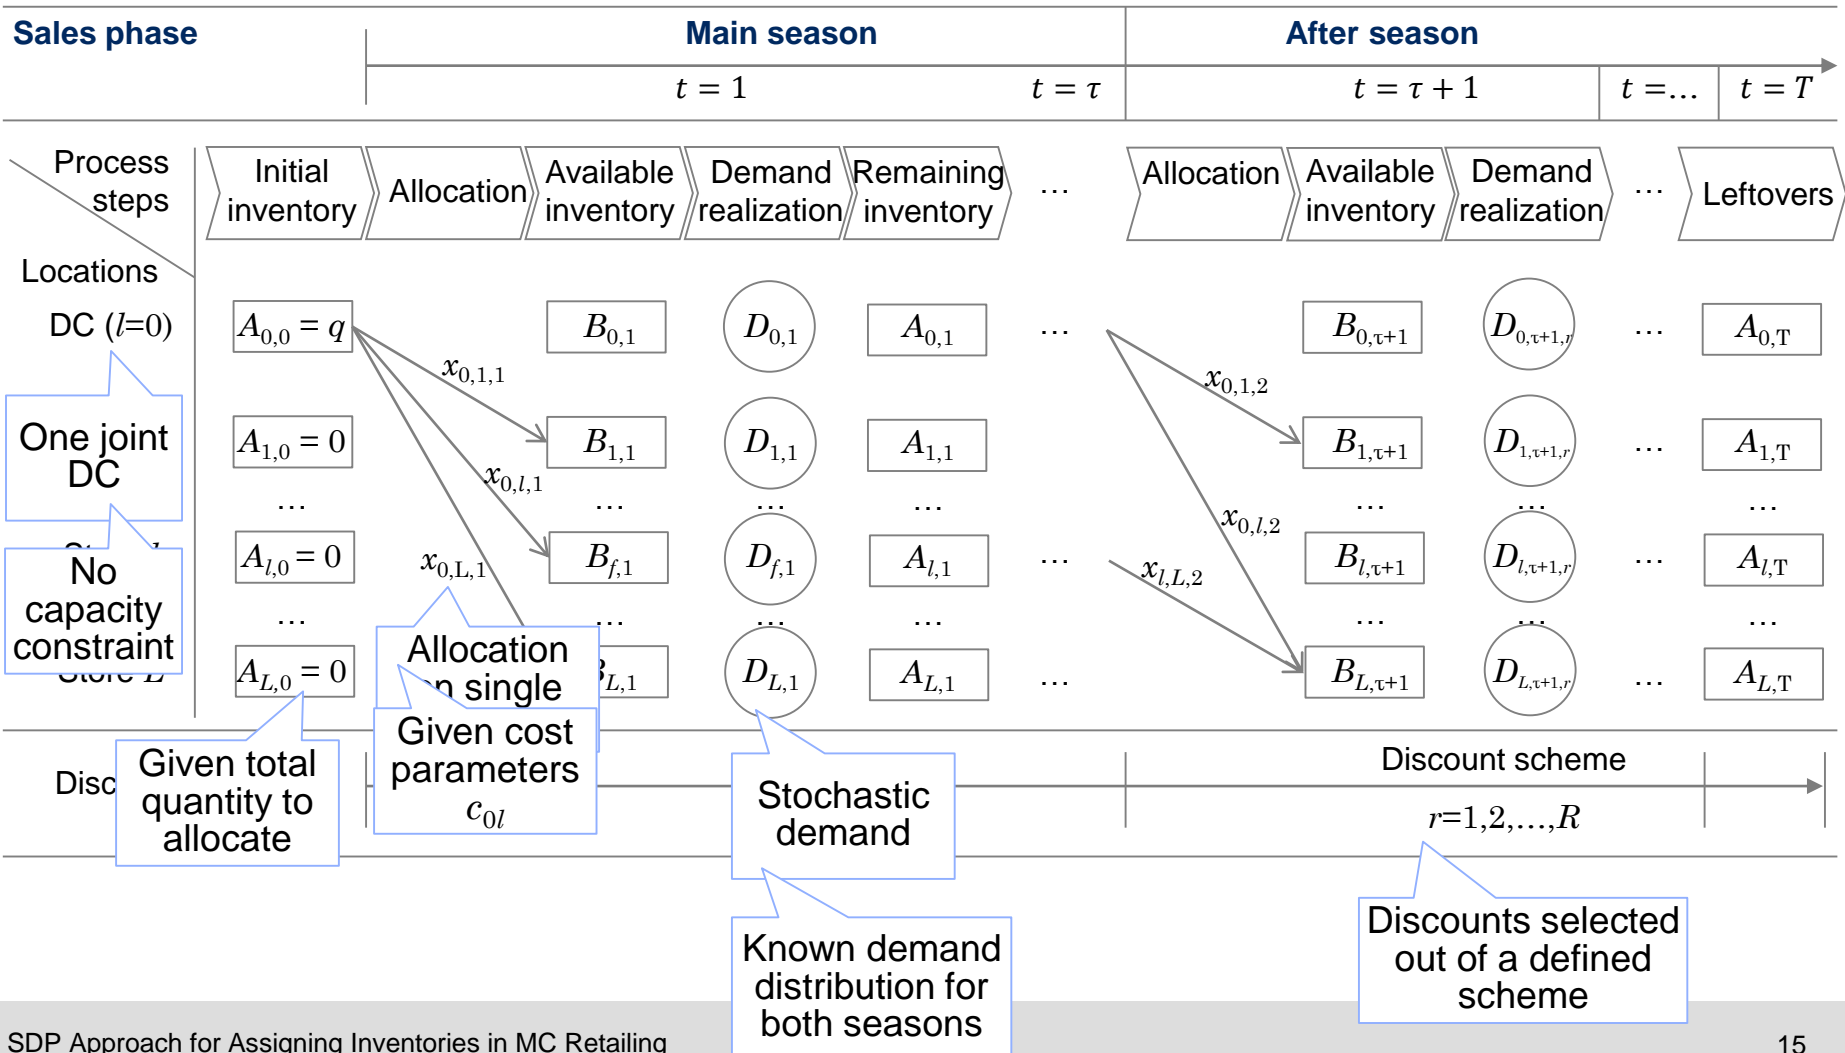 Sales phase
Main season
After season
t = 1
t = τ
t = τ + 1
t =…
t = T
Process
steps
Locations
Initial
inventory
Allocation
Available
inventory
Demand
realization
Remaining
inventory
…
Allocation
Available
inventory
Demand
realization
…
Leftovers
DC (l=0)
A0,0 = q
x0,1,1
B0,1
D0,1
A0,1
…
x0,1,2
B0,τ+1
D0,τ+1,r
…
A0,T
One joint
DC
A1,0 = 0
x0,l,1
B1,1
D1,1
A1,1
B1,τ+1
D1,τ+1,r
…
A1,T
…
…
…
…
…
…
…
No
capacity
constraint
Al,0 = 0
x0,L,1
Bf,1
Df,1
Al,1
…
x0,l,2
xl,L,2
Bl,τ+1
Dl,τ+1,r
…
Al,T
…
…
…
…
…
…
…
Store L
AL,0 = 0
Allocation
on single
L,1
DL,1
AL,1
…
BL,τ+1
DL,τ+1,r
…
AL,T
Disc
Given total
quantity to
allocate
Given cost
parameters
c0l
Stochastic
demand
Known demand
distribution for
both seasons
Discount scheme
r=1,2,…,R
Discounts selected
out of a defined
scheme
SDP Approach for Assigning Inventories in MC Retailing
15